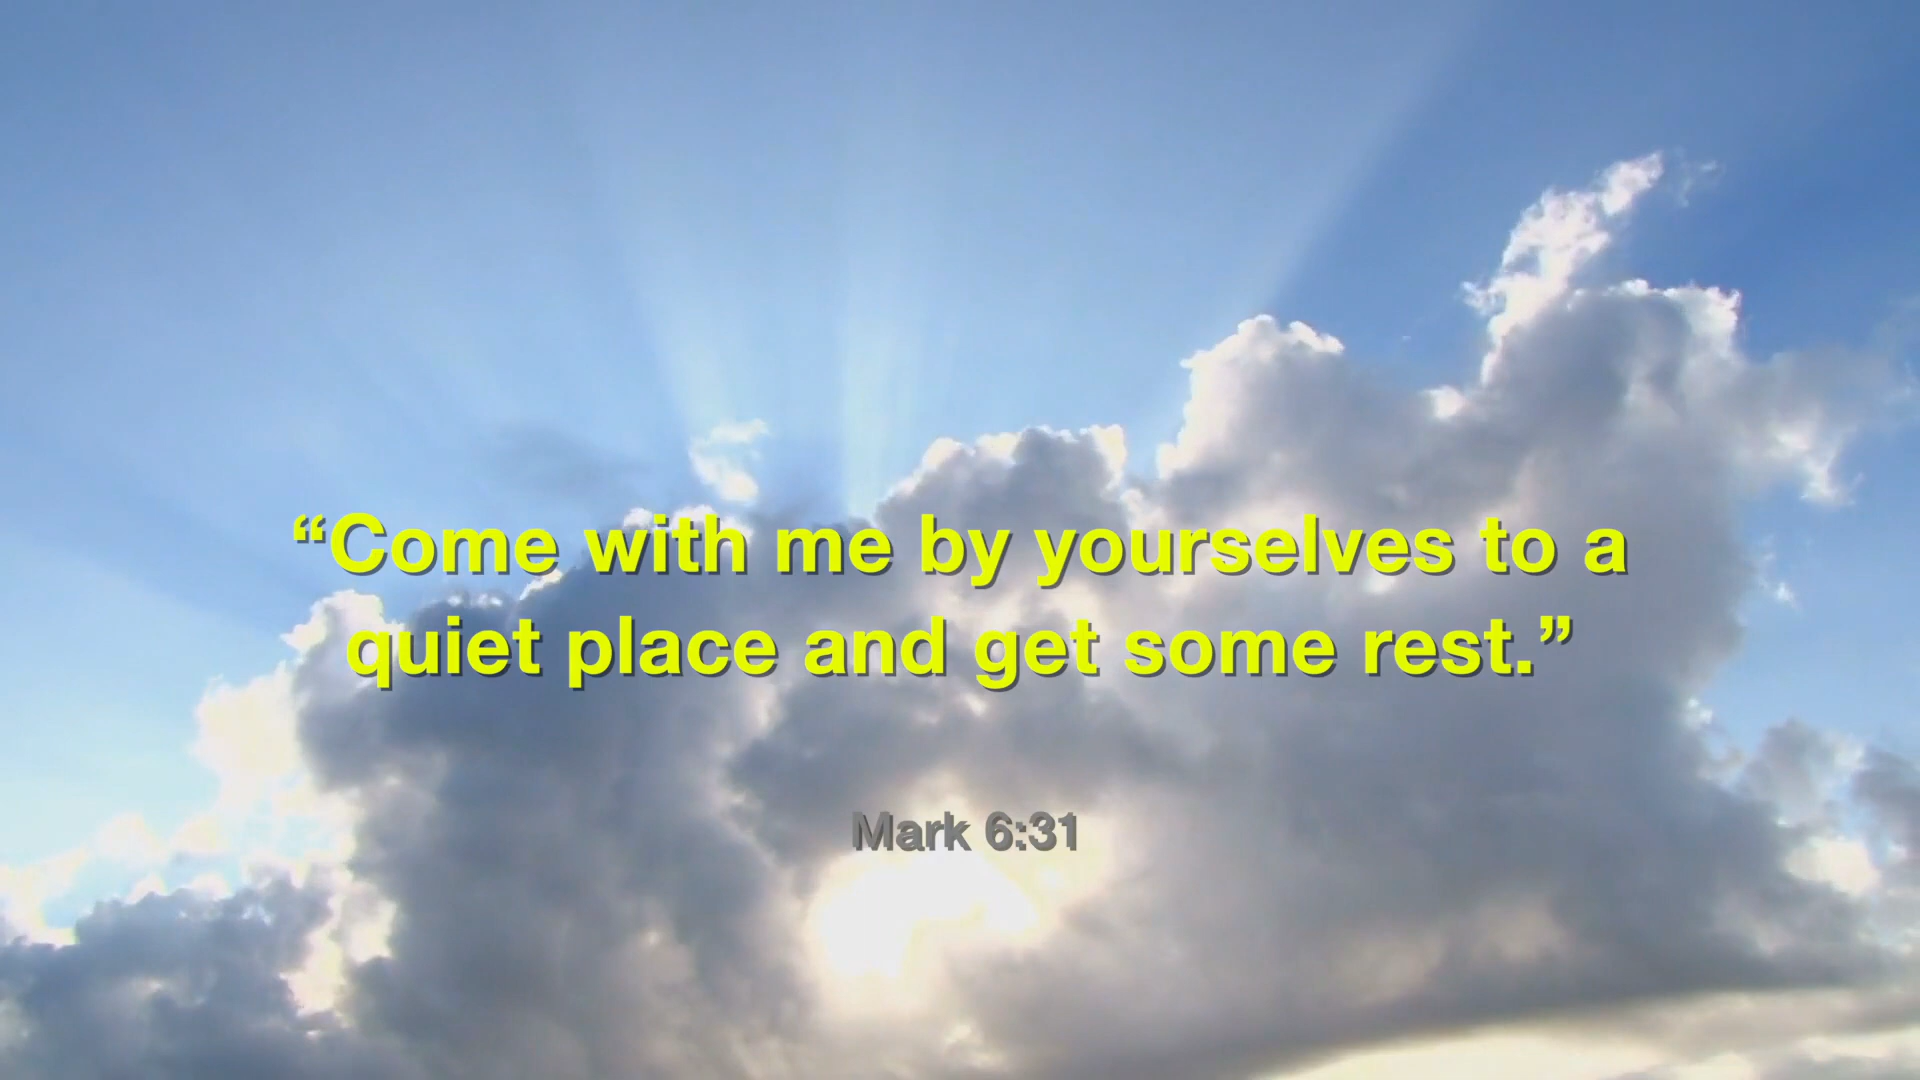 “Come with me by yourselves to a
quiet place and get some rest.”
Mark 6:31